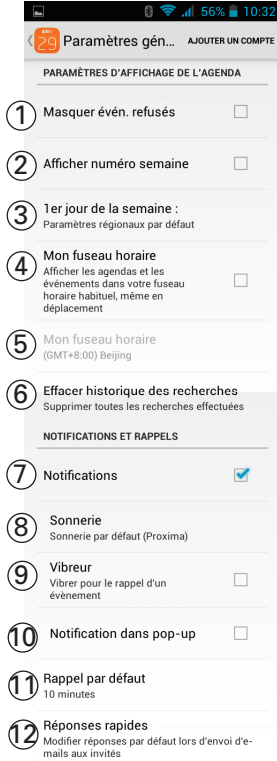 56% 10:32
29 Paramètres gén... AJOUTER UN COMPTE
PARAMÈTRES D'AFFICHAGE DE L'AGENDA
1 Masquer évén. refusés
2 Afficher numéro semaine
3 1er jour de la semaine :
Paramètres régionaux par défaut
4 Mon fuseau horaire
Afficher les agendas et les
événements dans votre fuseau
horaire habituel, même en
déplacement
5 Mon fuseau horaire
(GMT+8:00) Beijing
6 Effacer historique des recherches
Supprimer toutes les recherches effectuées
NOTIFICATIONS ET RAPPELS
7 Notifications
8 Sonnerie
Sonnerie par défaut (Proxima)
9 Vibreur
Vibrer pour le rappel d'un
évènement
10 Notification dans pop-up
11 Rappel par défaut
10 minutes
12 Réponses rapides
Modifier réponses par défaut lors d'envoi d'e-
mails aux invités